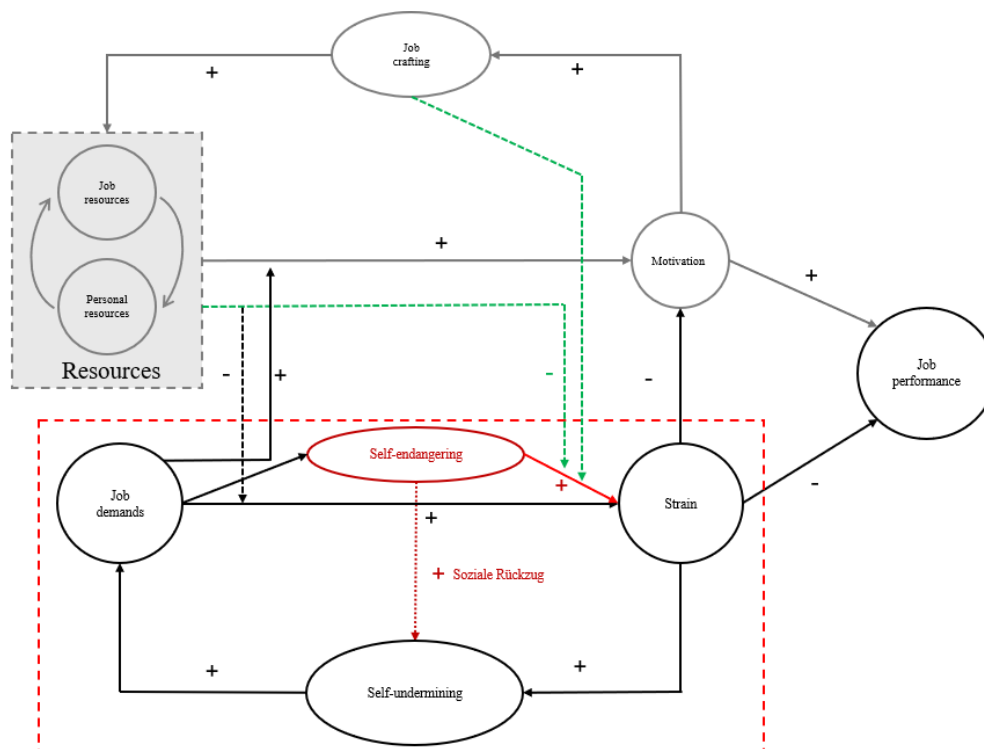 Job
crafting
+
+
Job
resources
+
Motivation
+
Personal
resources
Resources
-
+
-
-
Job
performance
Self-endangering
+
Job
demands
+
Strain
-
+ Soziale Rückzug
+
+
Self-undermining